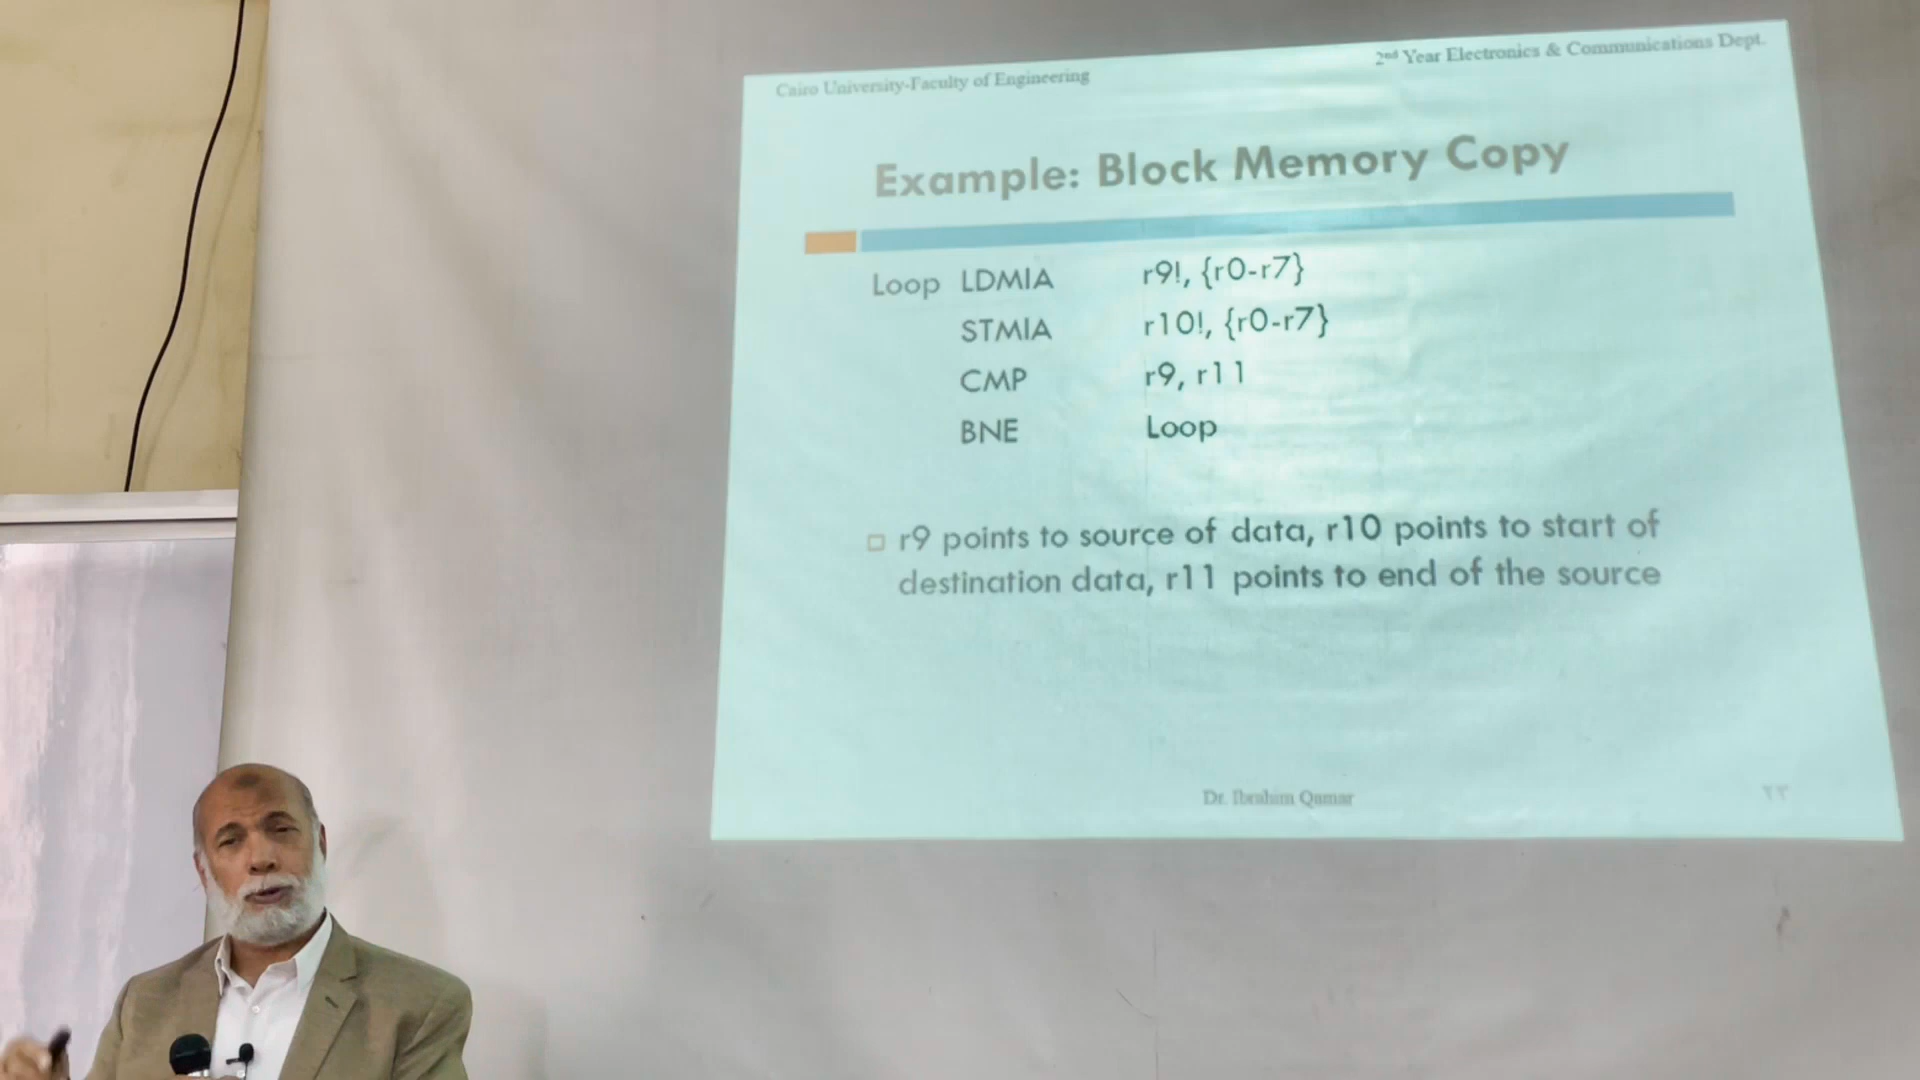 Cairo University-Faculty of Engineering
2nd Year Electronics & Communications Dept.
Example: Block Memory Copy
Loop LDMIA r9!, {r0-r7}
STMIA r10!, {r0-r7}
CMP r9, r11
BNE Loop
r9 points to source of data, r10 points to start of
destination data, r11 points to end of the source
Dr. Ibrahim Qamar
٢٣